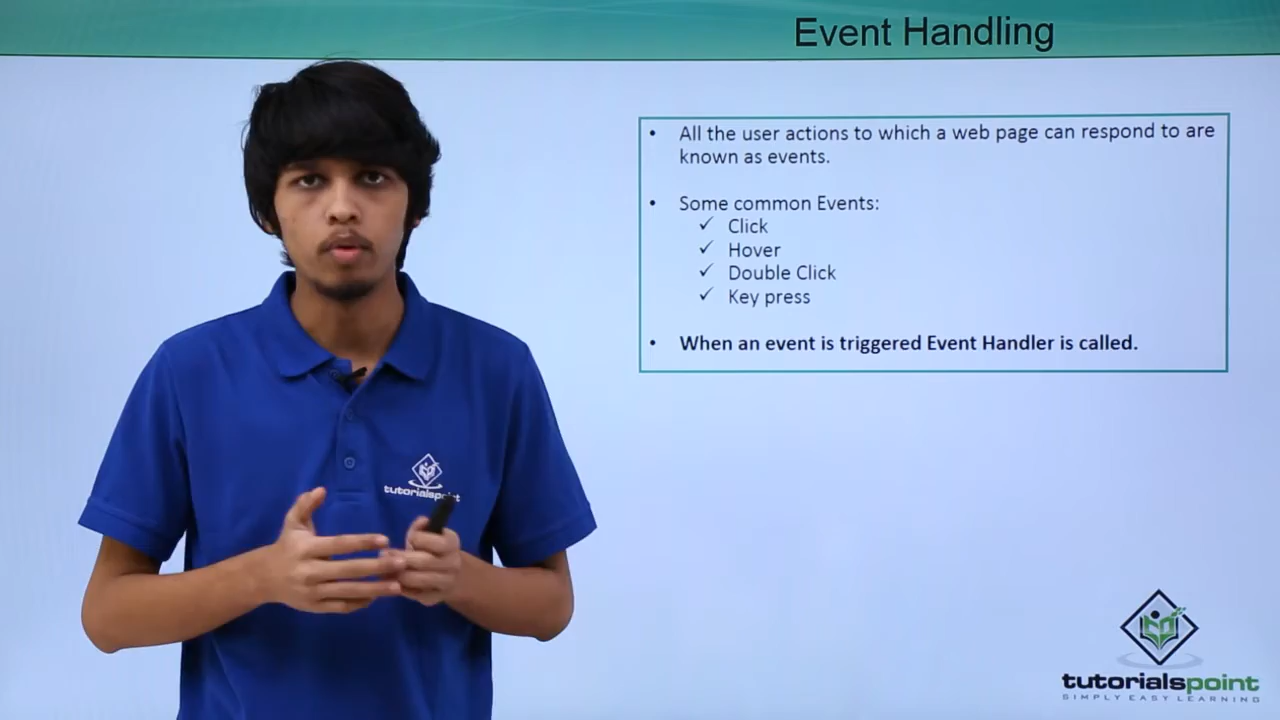 Event Handling
• All the user actions to which a web page can respond to are
known as events.
• Some common Events:
✓ Click
✓ Hover
✓ Double Click
✓ Key press
• When an event is triggered Event Handler is called.
tutorialspoint
tutorialspoint
SIMPLY EASY LEARNING